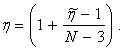 η = (1 + (η̃ − 1)/(N − 3)) .